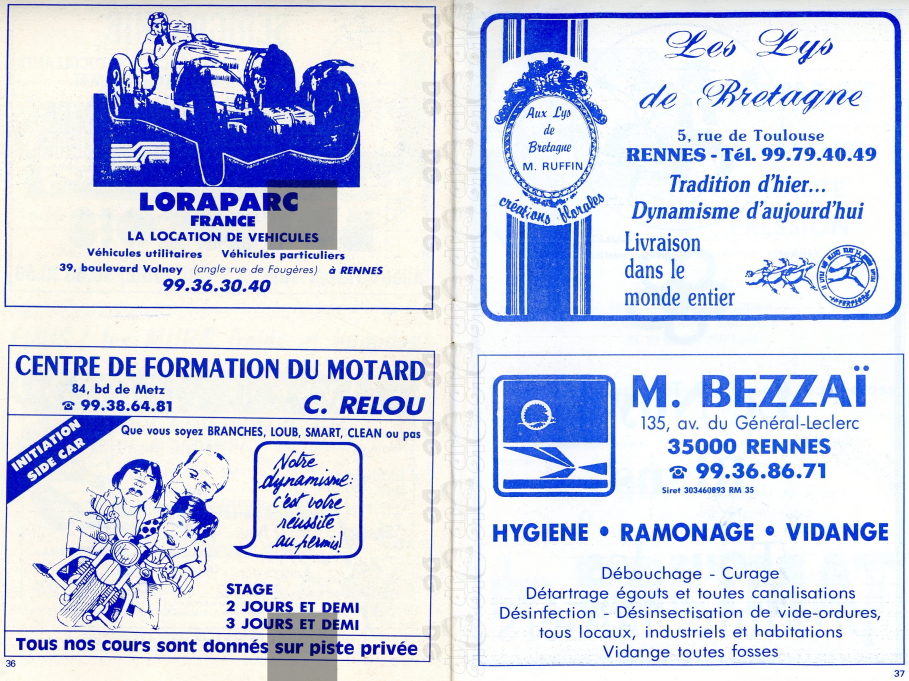 LORAPARC
FRANCE
LA LOCATION DE VEHICULES
Véhicules utilitaires Véhicules particuliers
39, boulevard Volney (angle rue de Fougères) à RENNES
99.36.30.40
CENTRE DE FORMATION DU MOTARD
84, bd de Metz
☎ 99.38.64.81
C. RELOU
INITIATION
SIDE CAR
Que vous soyez BRANCHES, LOUB, SMART, CLEAN ou pas
Notre
dynamisme:
c'est votre
réussite
au permis!
STAGE
2 JOURS ET DEMI
3 JOURS ET DEMI
Tous nos cours sont donnés sur piste privée
36
Les Lys
de Bretagne
Aux Lys
de
Bretagne
M. RUFFIN
créations florales
5, rue de Toulouse
RENNES - Tél. 99.79.40.49
Tradition d'hier...
Dynamisme d'aujourd'hui
Livraison
dans le
monde entier
INTERFLORA
M. BEZZAÏ
135, av. du Général-Leclerc
35000 RENNES
☎ 99.36.86.71
Siret 303460893 RM 35
HYGIENE • RAMONAGE • VIDANGE
Débouchage - Curage
Détartrage égouts et toutes canalisations
Désinfection - Désinsectisation de vide-ordures,
tous locaux, industriels et habitations
Vidange toutes fosses
37